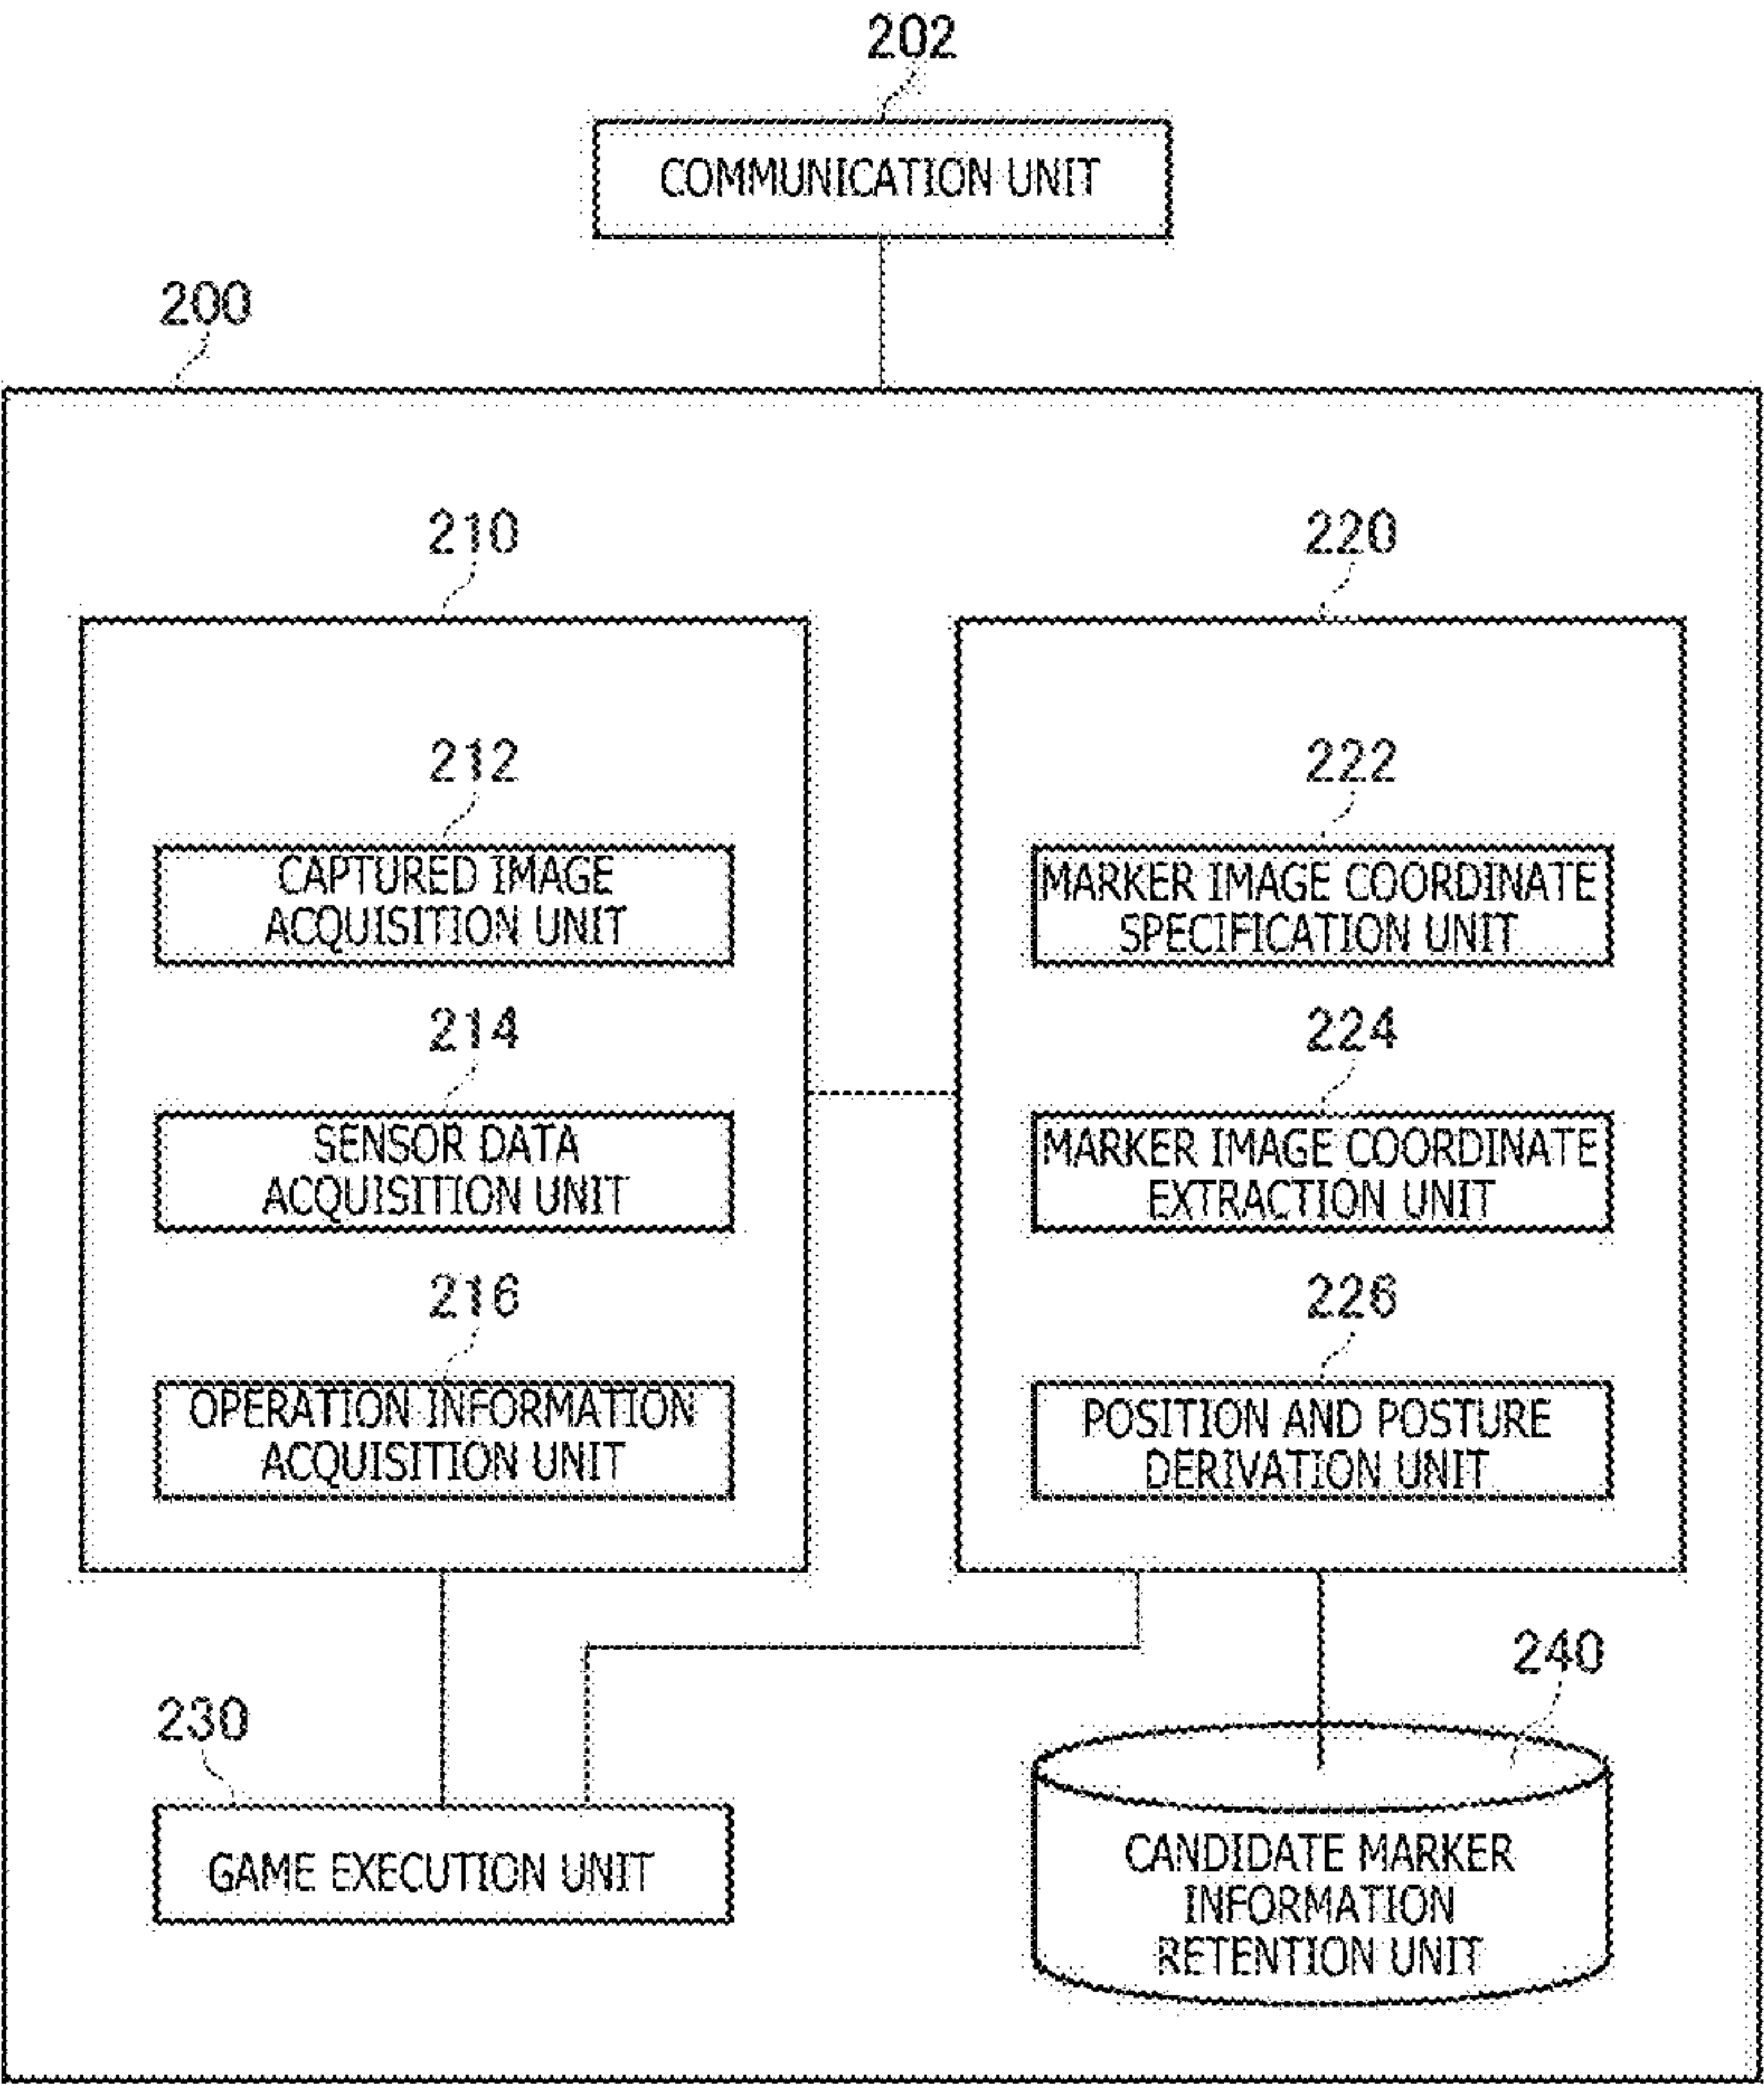 202
COMMUNICATION UNIT
200
210
220
212
CAPTURED IMAGE
ACQUISITION UNIT
214
SENSOR DATA
ACQUISITION UNIT
216
OPERATION INFORMATION
ACQUISITION UNIT
222
MARKER IMAGE COORDINATE
SPECIFICATION UNIT
224
MARKER IMAGE COORDINATE
EXTRACTION UNIT
226
POSITION AND POSTURE
DERIVATION UNIT
230
GAME EXECUTION UNIT
240
CANDIDATE MARKER
INFORMATION
RETENTION UNIT